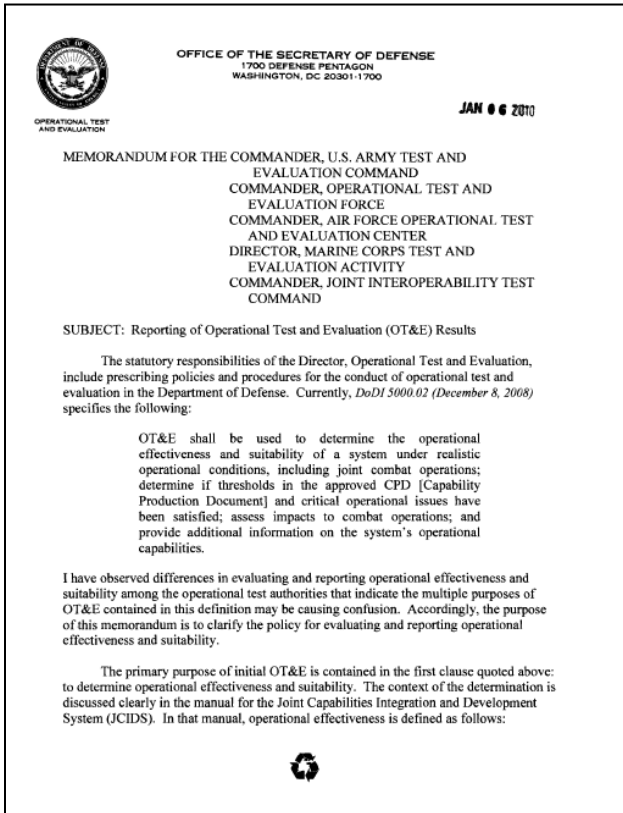 OFFICE OF THE SECRETARY OF DEFENSE
1700 DEFENSE PENTAGON
WASHINGTON, DC 20301-1700
OPERATIONAL TEST
AND EVALUATION
JAN 06 2010
MEMORANDUM FOR THE COMMANDER, U.S. ARMY TEST AND
EVALUATION COMMAND
COMMANDER, OPERATIONAL TEST AND
EVALUATION FORCE
COMMANDER, AIR FORCE OPERATIONAL TEST
AND EVALUATION CENTER
DIRECTOR, MARINE CORPS TEST AND
EVALUATION ACTIVITY
COMMANDER, JOINT INTEROPERABILITY TEST
COMMAND
SUBJECT: Reporting of Operational Test and Evaluation (OT&E) Results
The statutory responsibilities of the Director, Operational Test and Evaluation,
include prescribing policies and procedures for the conduct of operational test and
evaluation in the Department of Defense. Currently, DoDI 5000.02 (December 8, 2008)
specifies the following:
OT&E shall be used to determine the operational
effectiveness and suitability of a system under realistic
operational conditions, including joint combat operations;
determine if thresholds in the approved CPD [Capability
Production Document] and critical operational issues have
been satisfied; assess impacts to combat operations; and
provide additional information on the system's operational
capabilities.
I have observed differences in evaluating and reporting operational effectiveness and
suitability among the operational test authorities that indicate the multiple purposes of
OT&E contained in this definition may be causing confusion. Accordingly, the purpose
of this memorandum is to clarify the policy for evaluating and reporting operational
effectiveness and suitability.
The primary purpose of initial OT&E is contained in the first clause quoted above:
to determine operational effectiveness and suitability. The context of the determination is
discussed clearly in the manual for the Joint Capabilities Integration and Development
System (JCIDS). In that manual, operational effectiveness is defined as follows: